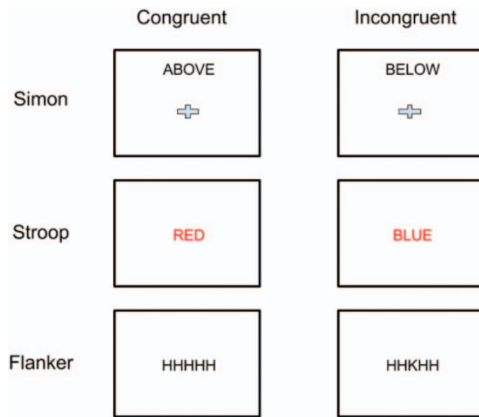 Congruent Incongruent
Simon ABOVE BELOW
Stroop RED BLUE
Flanker HHHHH HHKHH